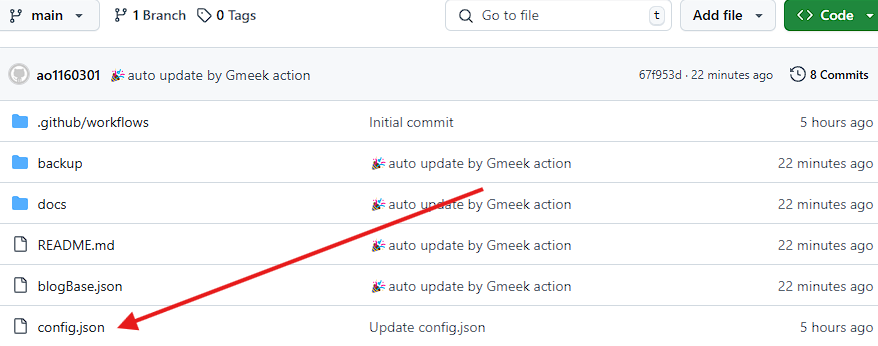 main 1 Branch 0 Tags Go to file t Add file Code
ao1160301 auto update by Gmeek action 67f953d · 22 minutes ago 8 Commits
.github/workflows Initial commit 5 hours ago
backup auto update by Gmeek action 22 minutes ago
docs auto update by Gmeek action 22 minutes ago
README.md auto update by Gmeek action 22 minutes ago
blogBase.json auto update by Gmeek action 22 minutes ago
config.json Update config.json 5 hours ago